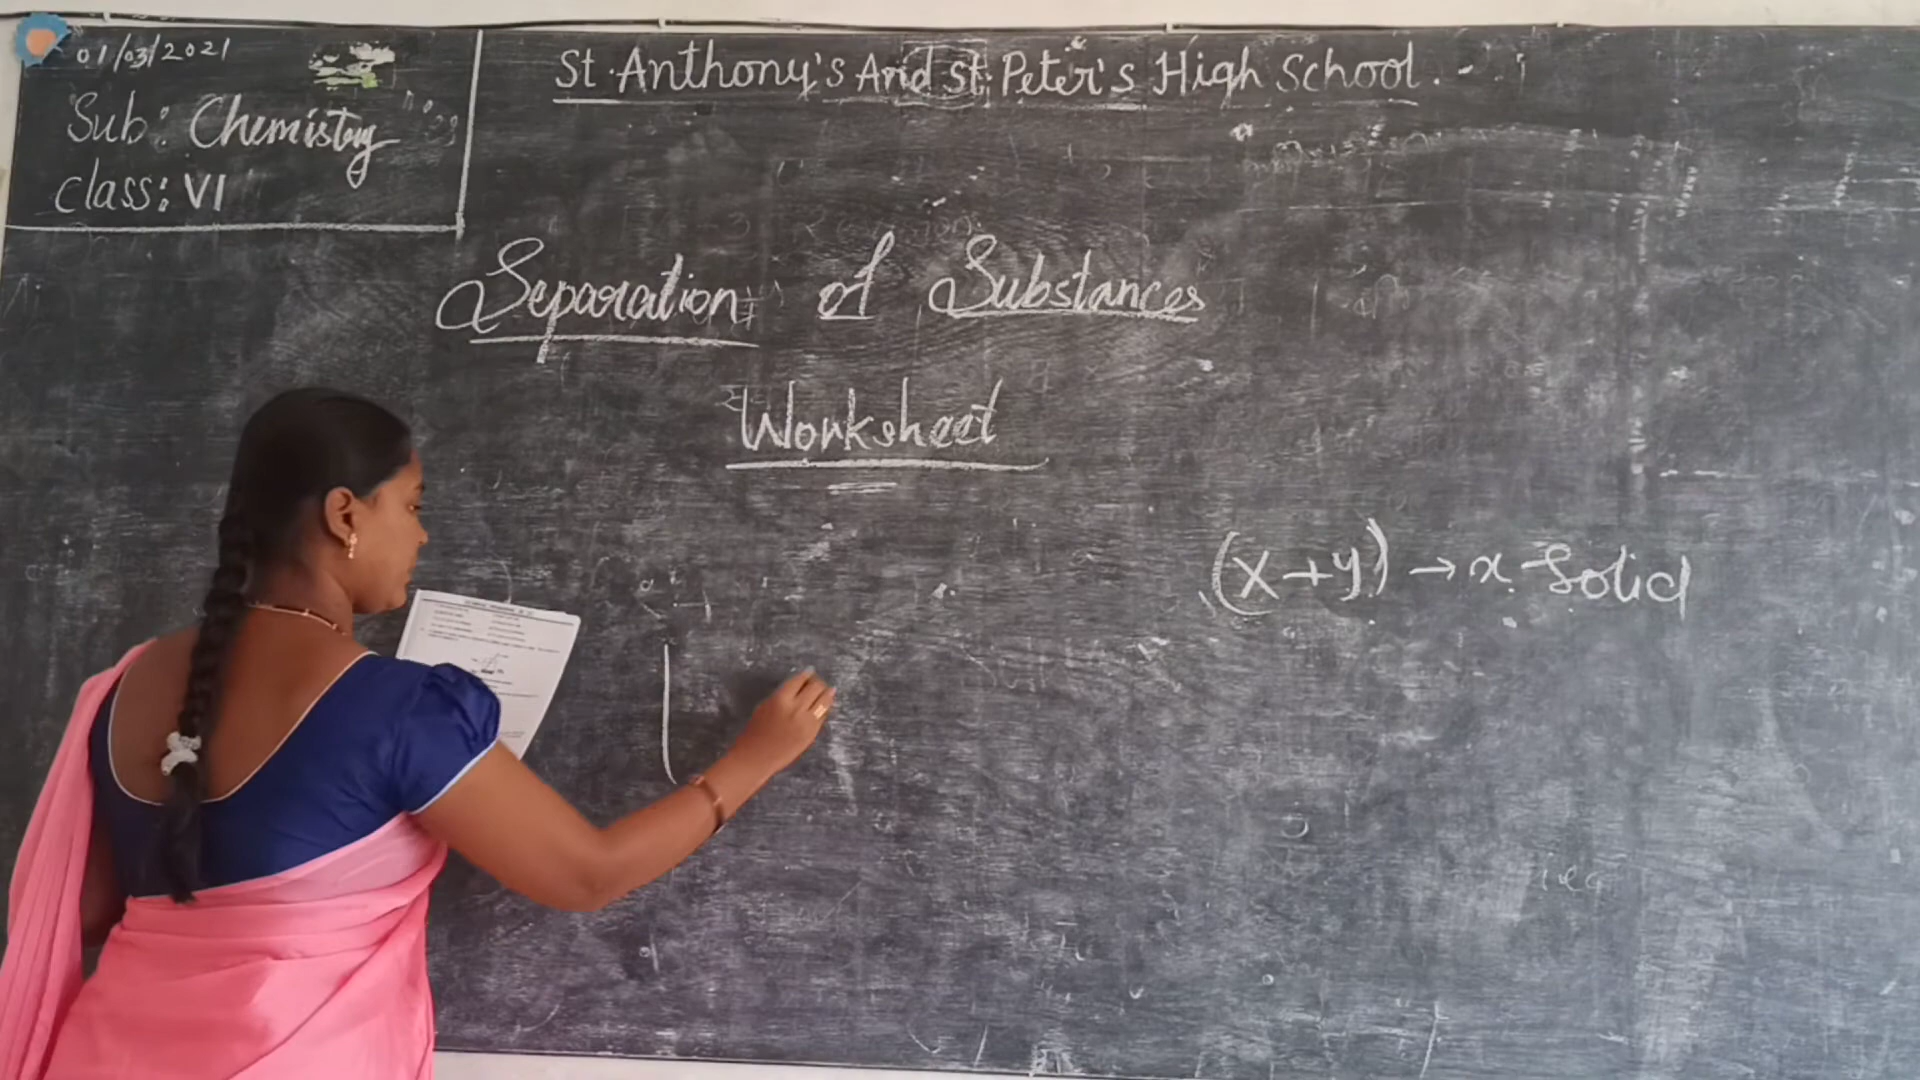 01/03/2021
Sub: Chemistry
class: VI
St. Anthony's And St. Peter's High School.
Separation of Substances
Worksheet
(x+y) → x-Solid